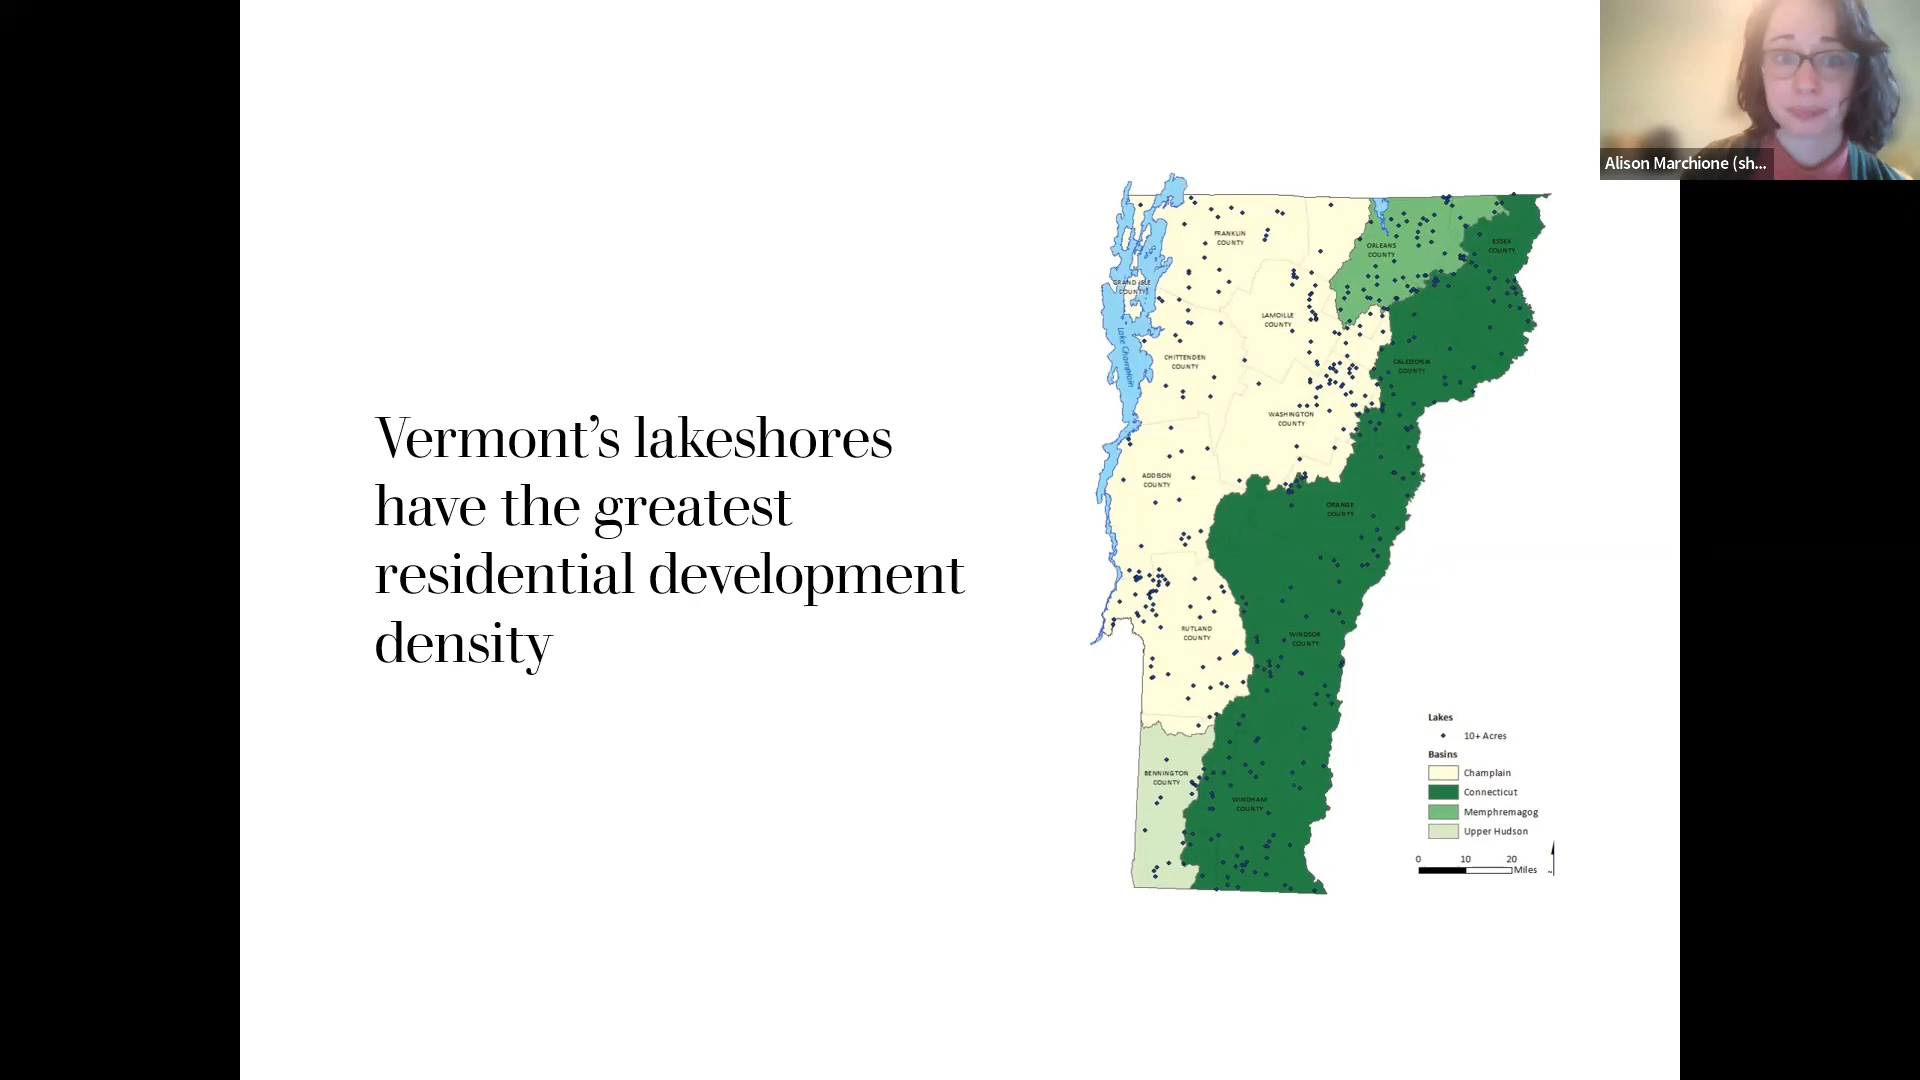 Alison Marchione (sh...
Vermont’s lakeshores
have the greatest
residential development
density
FRANKLIN
COUNTY
ORLEANS
COUNTY
ESSEX
COUNTY
GRAND ISLE
COUNTY
LAMOILLE
COUNTY
Lake Champlain
CHITTENDEN
COUNTY
CALEDONIA
COUNTY
WASHINGTON
COUNTY
ADDISON
COUNTY
ORANGE
COUNTY
RUTLAND
COUNTY
WINDSOR
COUNTY
BENNINGTON
COUNTY
WINDHAM
COUNTY
Lakes
10+ Acres
Basins
Champlain
Connecticut
Memphremagog
Upper Hudson
0 10 20
Miles